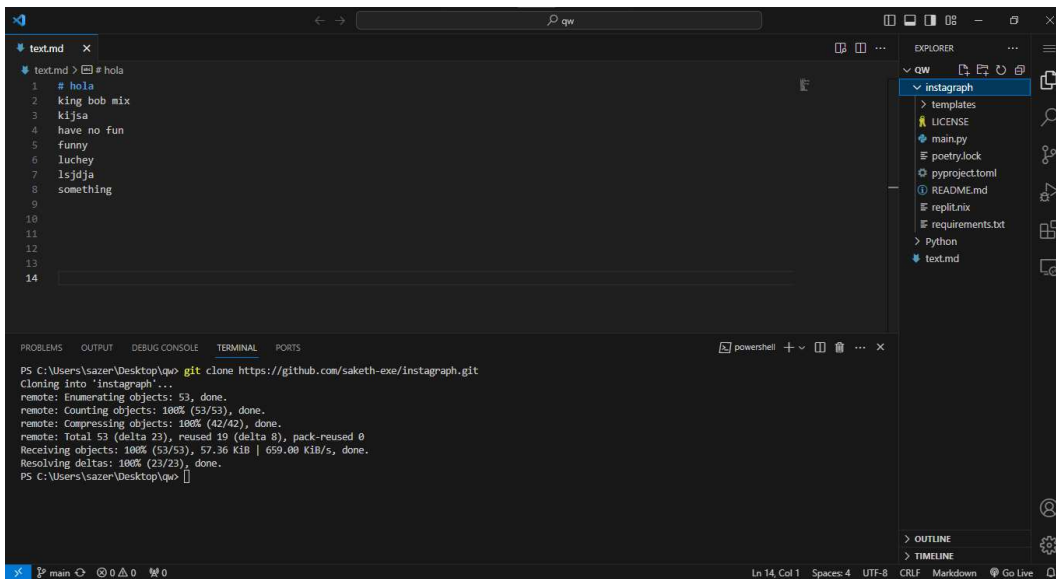 qw
text.md
text.md > # hola
1 # hola
2 king bob mix
3 kijsa
4 have no fun
5 funny
6 luchey
7 lsjdja
8 something
9
10
11
12
13
14
PROBLEMS OUTPUT DEBUG CONSOLE TERMINAL PORTS
powershell
PS C:\Users\sazer\Desktop\qw> git clone https://github.com/saketh-exe/instagraph.git
Cloning into 'instagraph'...
remote: Enumerating objects: 53, done.
remote: Counting objects: 100% (53/53), done.
remote: Compressing objects: 100% (42/42), done.
remote: Total 53 (delta 23), reused 19 (delta 8), pack-reused 0
Receiving objects: 100% (53/53), 57.36 KiB | 659.00 KiB/s, done.
Resolving deltas: 100% (23/23), done.
PS C:\Users\sazer\Desktop\qw>
EXPLORER
QW
instagraph
templates
LICENSE
main.py
poetry.lock
pyproject.toml
README.md
replit.nix
requirements.txt
Python
text.md
OUTLINE
TIMELINE
main 0 0 0 Ln 14, Col 1 Spaces: 4 UTF-8 CRLF Markdown Go Live